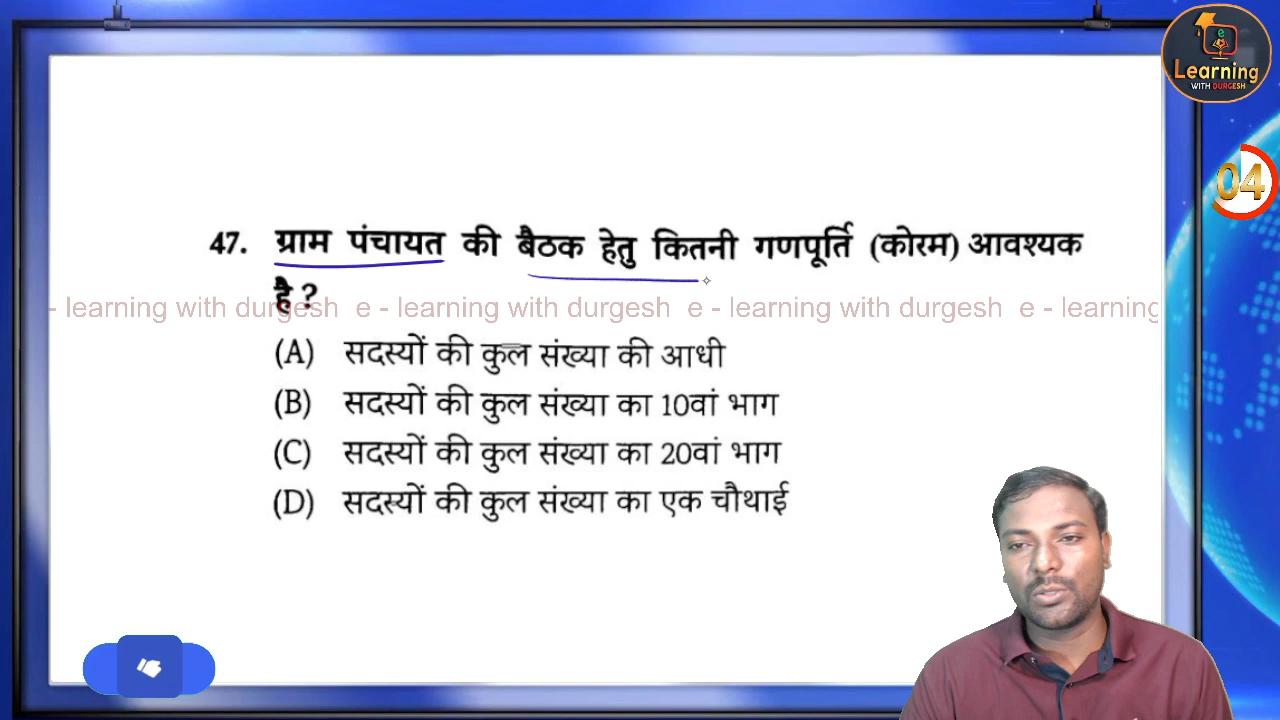 e
Learning
WITH DURGESH
04
47. ग्राम पंचायत की बैठक हेतु कितनी गणपूर्ति (कोरम) आवश्यक
है ?
- learning with durgesh e - learning with durgesh e - learning with durgesh e - learning
(A) सदस्यों की कुल संख्या की आधी
(B) सदस्यों की कुल संख्या का 10वां भाग
(C) सदस्यों की कुल संख्या का 20वां भाग
(D) सदस्यों की कुल संख्या का एक चौथाई